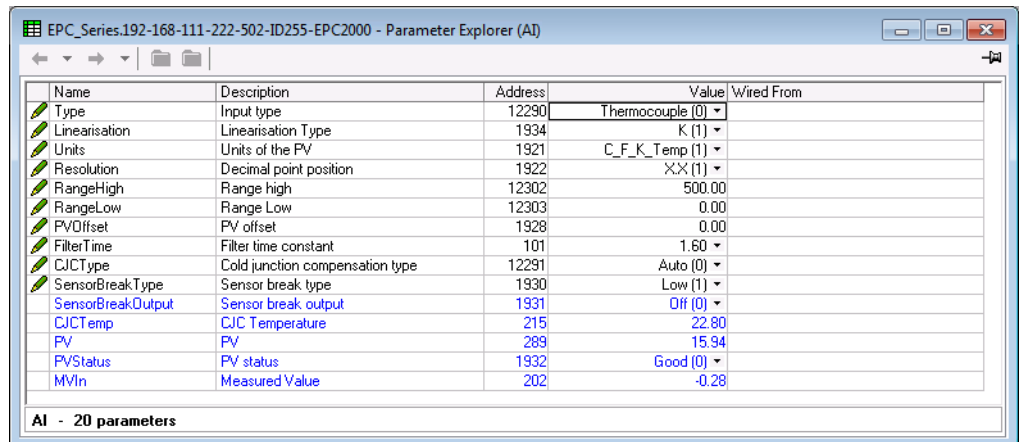 EPC_Series.192-168-111-222-502-ID255-EPC2000 - Parameter Explorer (AI)
Name Description Address Value Wired From
Type Input type 12290 Thermocouple (0)
Linearisation Linearisation Type 1934 K (1)
Units Units of the PV 1921 C_F_K_Temp (1)
Resolution Decimal point position 1922 X.X (1)
RangeHigh Range high 12302 500.00
RangeLow Range Low 12303 0.00
PVOffset PV offset 1928 0.00
FilterTime Filter time constant 101 1.60
CJCType Cold junction compensation type 12291 Auto (0)
SensorBreakType Sensor break type 1930 Low (1)
SensorBreakOutput Sensor break output 1931 Off (0)
CJCTemp CJC Temperature 215 22.80
PV PV 289 15.94
PVStatus PV status 1932 Good (0)
MVIn Measured Value 202 -0.28
AI - 20 parameters